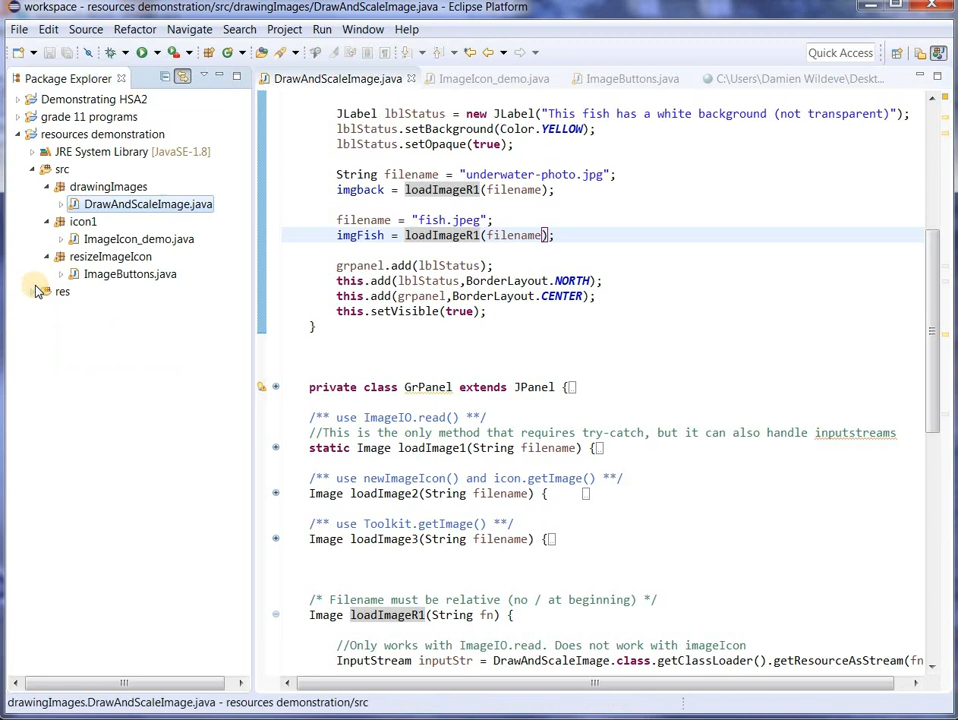 workspace - resources demonstration/src/drawingImages/DrawAndScaleImage.java - Eclipse Platform
File Edit Source Refactor Navigate Search Project Run Window Help
Quick Access
Package Explorer
DrawAndScaleImage.java ImageIcon_demo.java ImageButtons.java C:\Users\Damien Wildeve\Deskt...
Demonstrating HSA2
grade 11 programs
resources demonstration
JRE System Library [JavaSE-1.8]
src
drawingImages
DrawAndScaleImage.java
icon1
ImageIcon_demo.java
resizeImageIcon
ImageButtons.java
res
JLabel lblStatus = new JLabel("This fish has a white background (not transparent)");
lblStatus.setBackground(Color.YELLOW);
lblStatus.setOpaque(true);
String filename = "underwater-photo.jpg";
imgback = loadImageR1(filename);
filename = "fish.jpeg";
imgFish = loadImageR1(filename);
grpanel.add(lblStatus);
this.add(lblStatus,BorderLayout.NORTH);
this.add(grpanel,BorderLayout.CENTER);
this.setVisible(true);
}
private class GrPanel extends JPanel {
/** use ImageIO.read() **/
//This is the only method that requires try-catch, but it can also handle inputstreams
static Image loadImage1(String filename) {
/** use newImageIcon() and icon.getImage() **/
Image loadImage2(String filename) {
/** use Toolkit.getImage() **/
Image loadImage3(String filename) {
/* Filename must be relative (no / at beginning) */
Image loadImageR1(String fn) {
//Only works with ImageIO.read. Does not work with imageIcon
InputStream inputStr = DrawAndScaleImage.class.getClassLoader().getResourceAsStream(fn
drawingImages.DrawAndScaleImage.java - resources demonstration/src